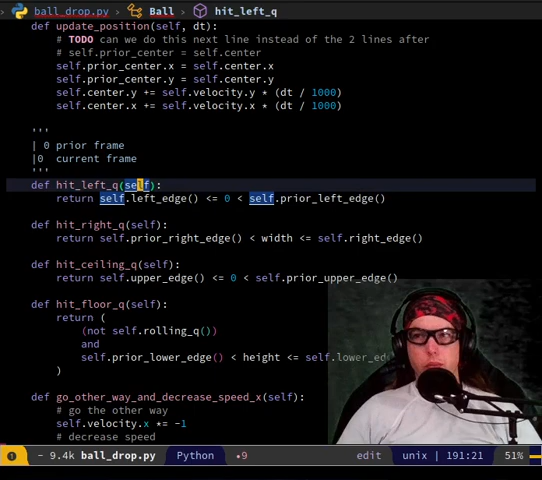 ball_drop.py > Ball > hit_left_q
def update_position(self, dt):
# TODO can we do this next line instead of the 2 lines after
# self.prior_center = self.center
self.prior_center.x = self.center.x
self.prior_center.y = self.center.y
self.center.y += self.velocity.y * (dt / 1000)
self.center.x += self.velocity.x * (dt / 1000)
'''
| 0 prior frame
|0  current frame
'''
def hit_left_q(self):
return self.left_edge() <= 0 < self.prior_left_edge()
def hit_right_q(self):
return self.prior_right_edge() < width <= self.right_edge()
def hit_ceiling_q(self):
return self.upper_edge() <= 0 < self.prior_upper_edge()
def hit_floor_q(self):
return (
(not self.rolling_q())
and
self.prior_lower_edge() < height <= self.lower_ed
)
def go_other_way_and_decrease_speed_x(self):
# go the other way
self.velocity.x *= -1
# decrease speed
- 9.4k ball_drop.py Python •9 edit unix | 191:21 51%